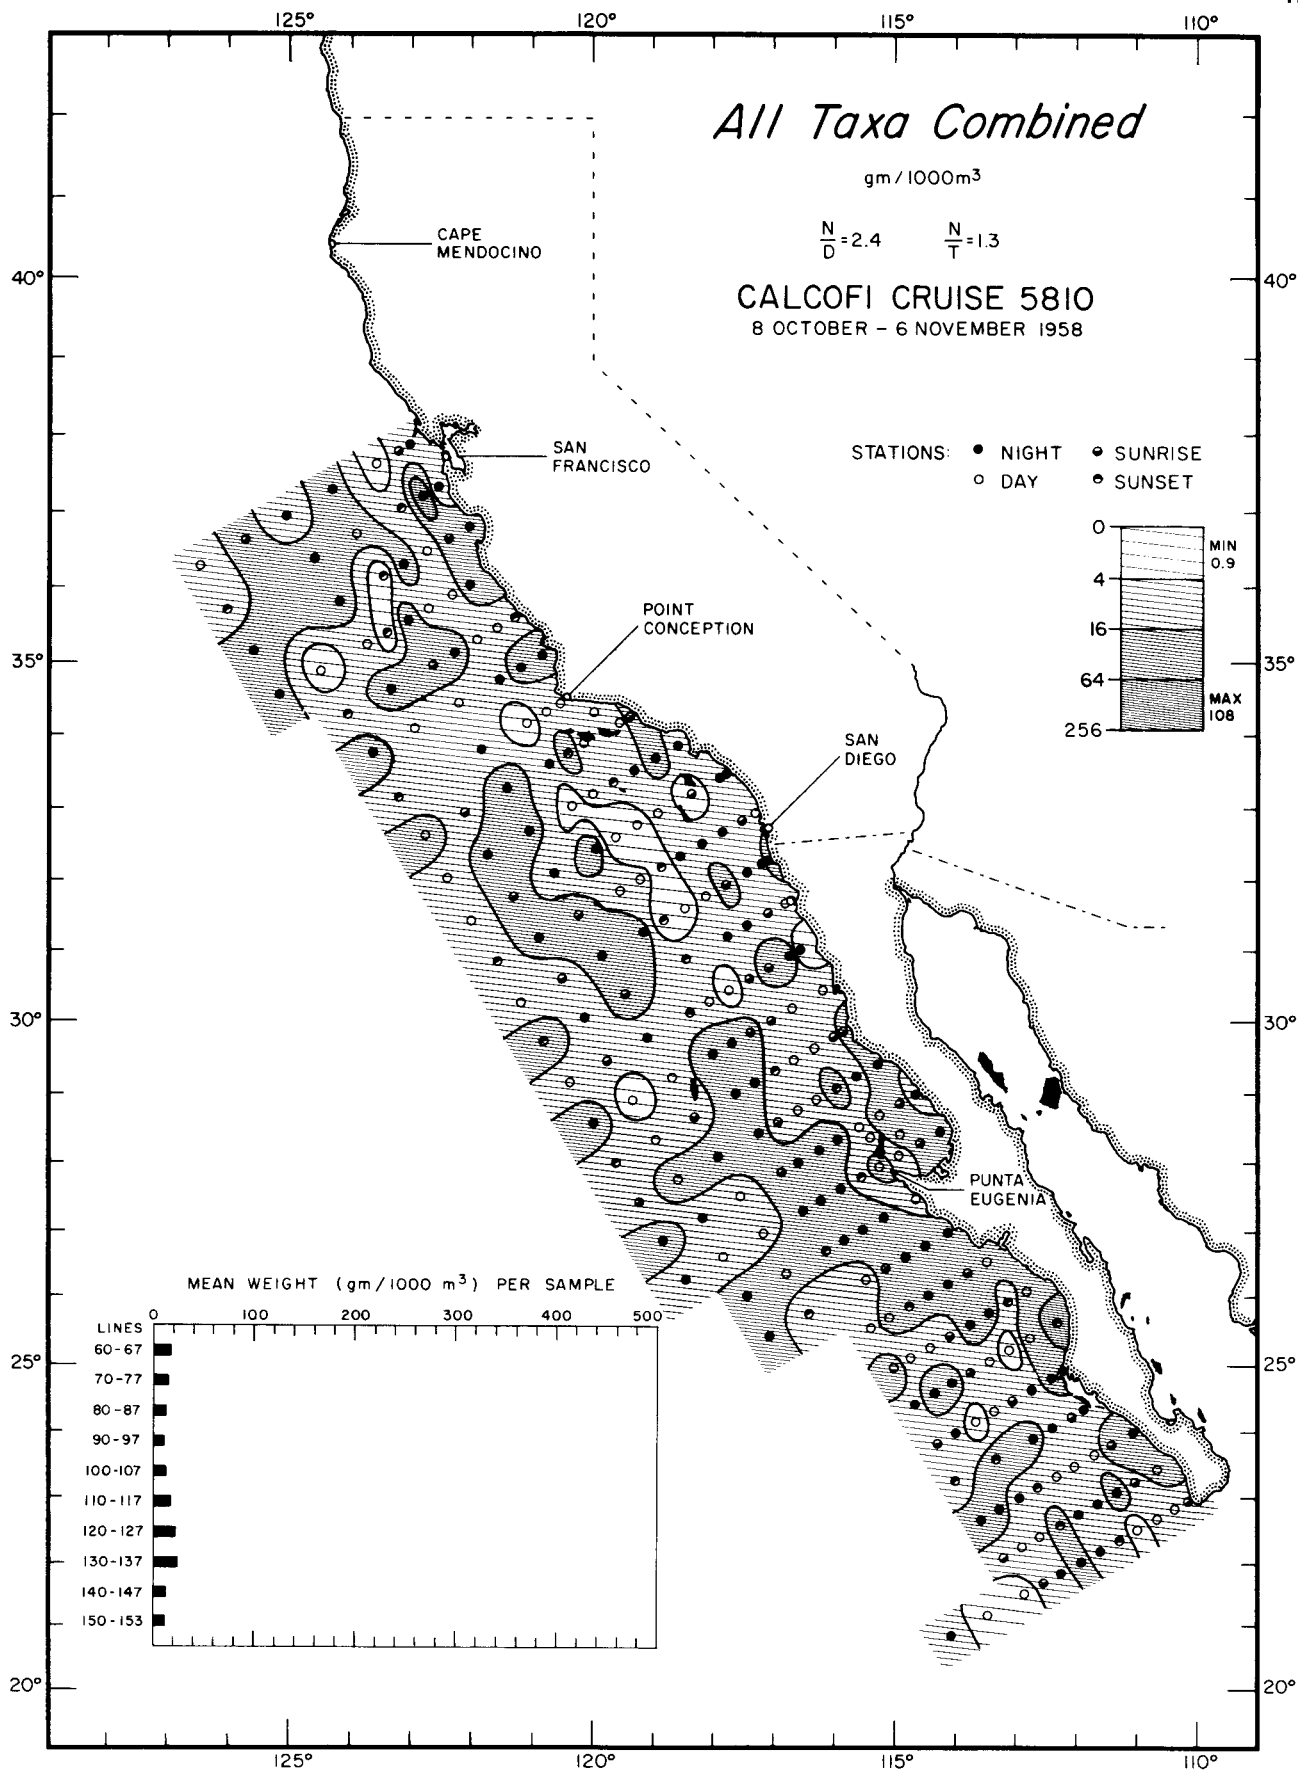 125° 120° 115° 110°
All Taxa Combined
gm/1000m³
N/D=2.4 N/T=1.3
CALCOFI CRUISE 5810
8 OCTOBER – 6 NOVEMBER 1958
CAPE
MENDOCINO
40° 40°
STATIONS: NIGHT SUNRISE
DAY SUNSET
SAN
FRANCISCO
0
MIN
0.9
4
16
64
MAX
108
256
POINT
CONCEPTION
35° 35°
SAN
DIEGO
30° 30°
PUNTA
EUGENIA
MEAN WEIGHT (gm/1000 m³) PER SAMPLE
0 100 200 300 400 500
LINES
60-67
25° 25°
70-77
80-87
90-97
100-107
110-117
120-127
130-137
140-147
150-153
20° 20°
125° 120° 115° 110°